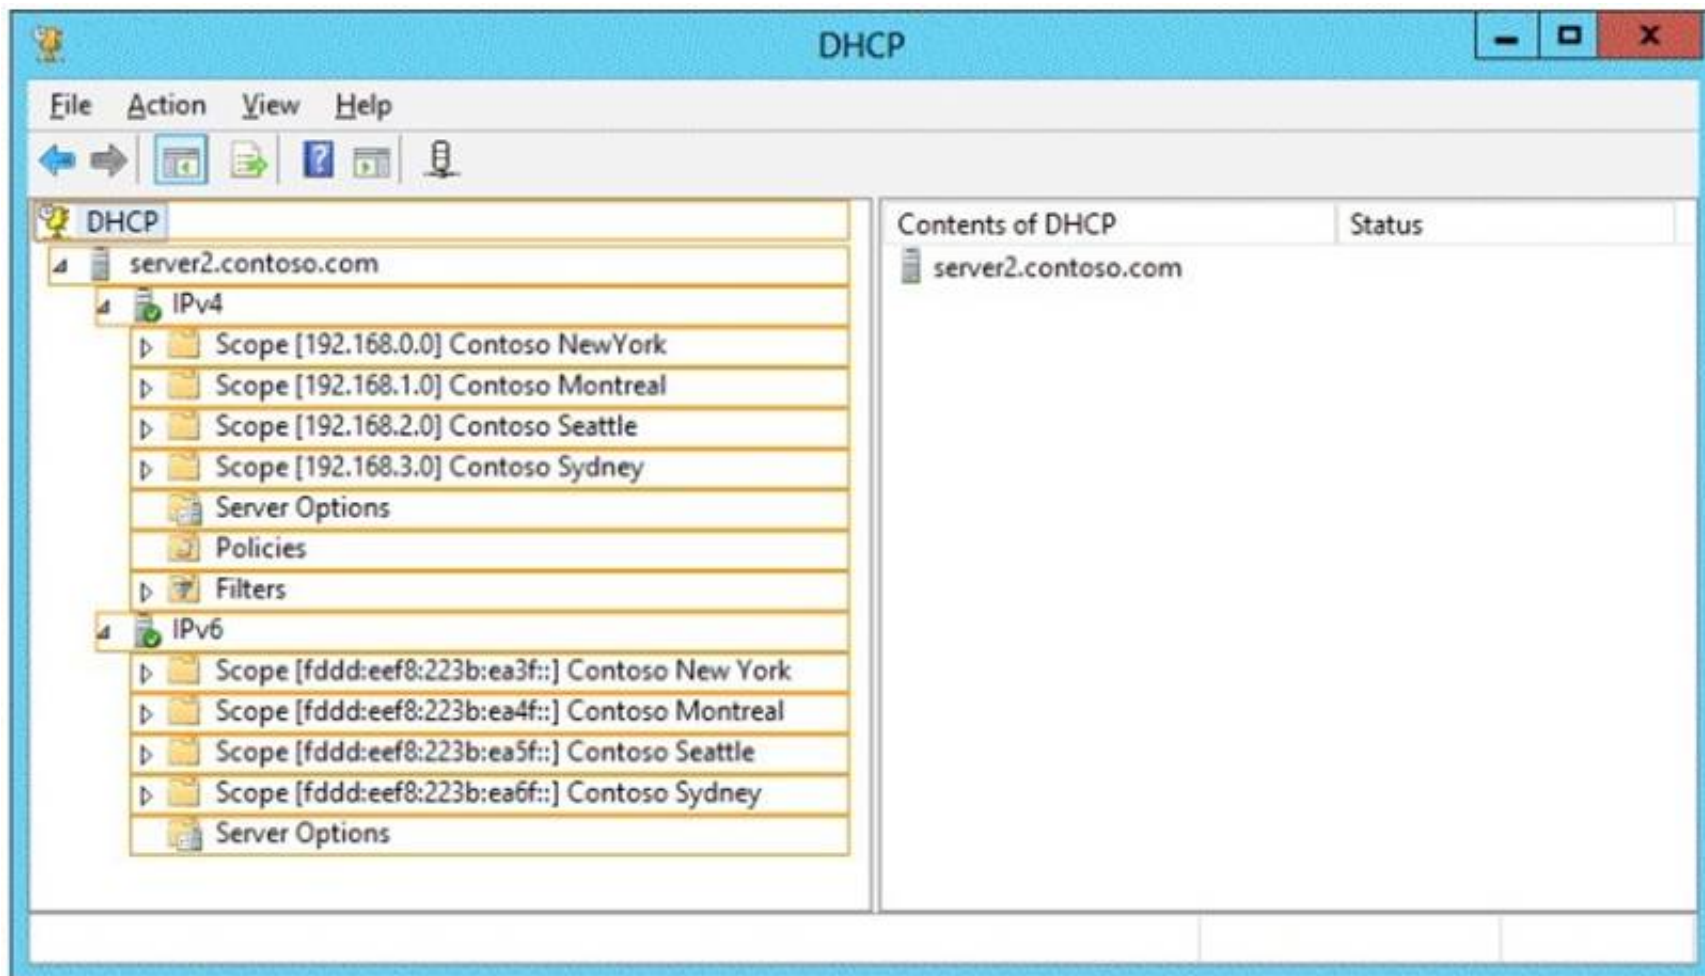 DHCP
File Action View Help
DHCP
server2.contoso.com
IPv4
Scope [192.168.0.0] Contoso NewYork
Scope [192.168.1.0] Contoso Montreal
Scope [192.168.2.0] Contoso Seattle
Scope [192.168.3.0] Contoso Sydney
Server Options
Policies
Filters
IPv6
Scope [fddd:eef8:223b:ea3f::] Contoso New York
Scope [fddd:eef8:223b:ea4f::] Contoso Montreal
Scope [fddd:eef8:223b:ea5f::] Contoso Seattle
Scope [fddd:eef8:223b:ea6f::] Contoso Sydney
Server Options
Contents of DHCP Status
server2.contoso.com